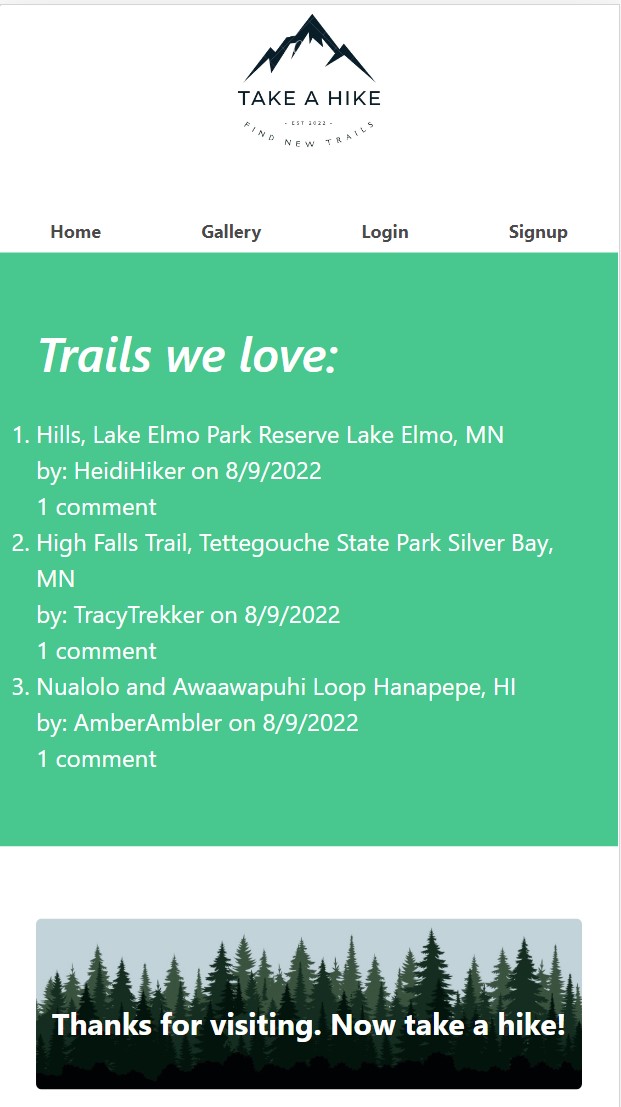 TAKE A HIKE
- EST 2022 -
FIND NEW TRAILS
Home Gallery Login Signup
Trails we love:
1. Hills, Lake Elmo Park Reserve Lake Elmo, MN
by: HeidiHiker on 8/9/2022
1 comment
2. High Falls Trail, Tettegouche State Park Silver Bay,
MN
by: TracyTrekker on 8/9/2022
1 comment
3. Nualolo and Awaawapuhi Loop Hanapepe, HI
by: AmberAmbler on 8/9/2022
1 comment
Thanks for visiting. Now take a hike!